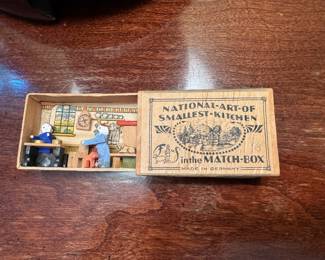 NATIONAL-ART-OF
SMALLEST-KITCHEN
in the MATCH-BOX
MADE IN GERMANY